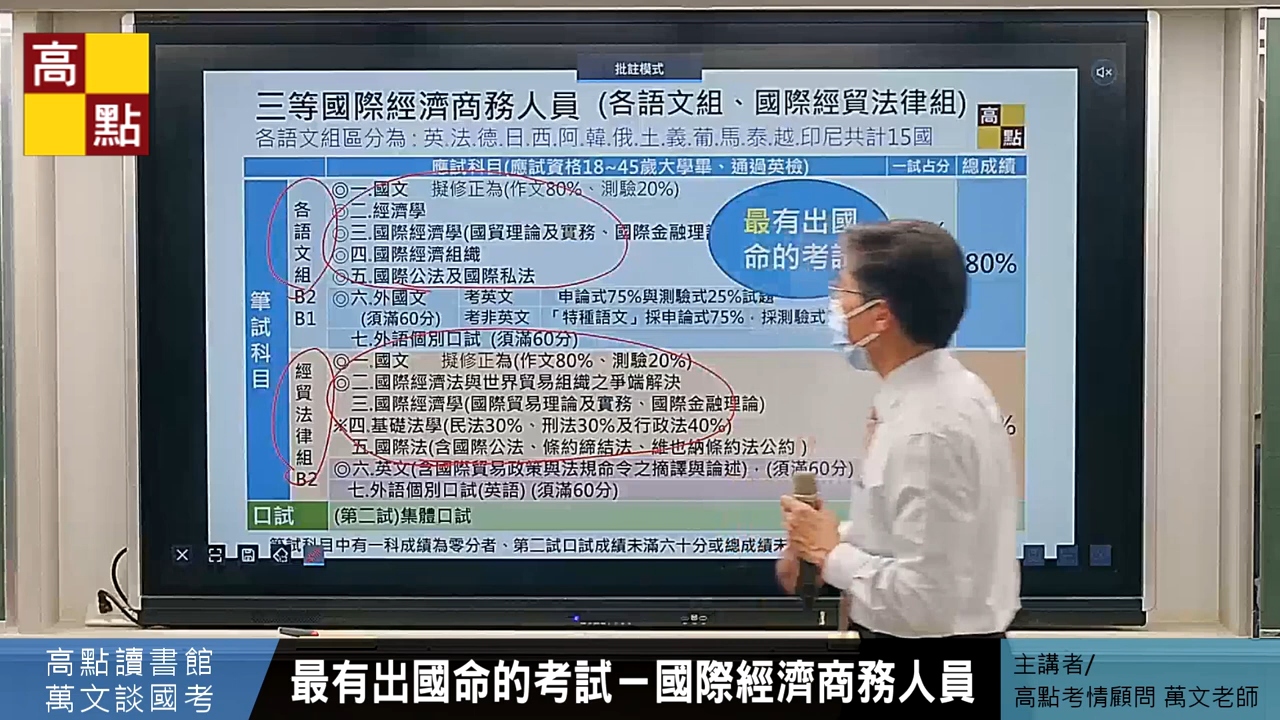 高
點
批註模式
三等國際經濟商務人員 (各語文組、國際經貿法律組)
高
點
各語文組區分為:英.法.德.日.西.阿.韓.俄.土.義.葡.馬.泰.越.印尼共計15國
應試科目(應試資格18~45歲大學畢、通過英檢)
一試占分
總成績
筆試科目
各語文組
B2
B1
◎一.國文 擬修正為(作文80%、測驗20%)
◎二.經濟學
◎三.國際經濟學(國貿理論及實務、國際金融理
◎四.國際經濟組織
◎五.國際公法及國際私法
◎六.外國文 考英文 申論式75%與測驗式25%試題
(須滿60分) 考非英文 「特種語文」採申論式75%,採測驗式
七.外語個別口試 (須滿60分)
最有出國
命的考
%
80%
經貿法律組
B2
◎一.國文 擬修正為(作文80%、測驗20%)
◎二.國際經濟法與世界貿易組織之爭端解決
三.國際經濟學(國際貿易理論及實務、國際金融理論)
※四.基礎法學(民法30%、刑法30%及行政法40%)
五.國際法(含國際公法、條約締結法、維也納條約法公約)
◎六.英文(含國際貿易政策與法規命令之摘譯與論述),(須滿60分)
七.外語個別口試(英語) (須滿60分)
%
口試
(第二試)集體口試
筆試科目中有一科成績為零分者、第二試口試成績未滿六十分或總成績未
高點讀書館
萬文談國考
最有出國命的考試－國際經濟商務人員
主講者/
高點考情顧問 萬文老師